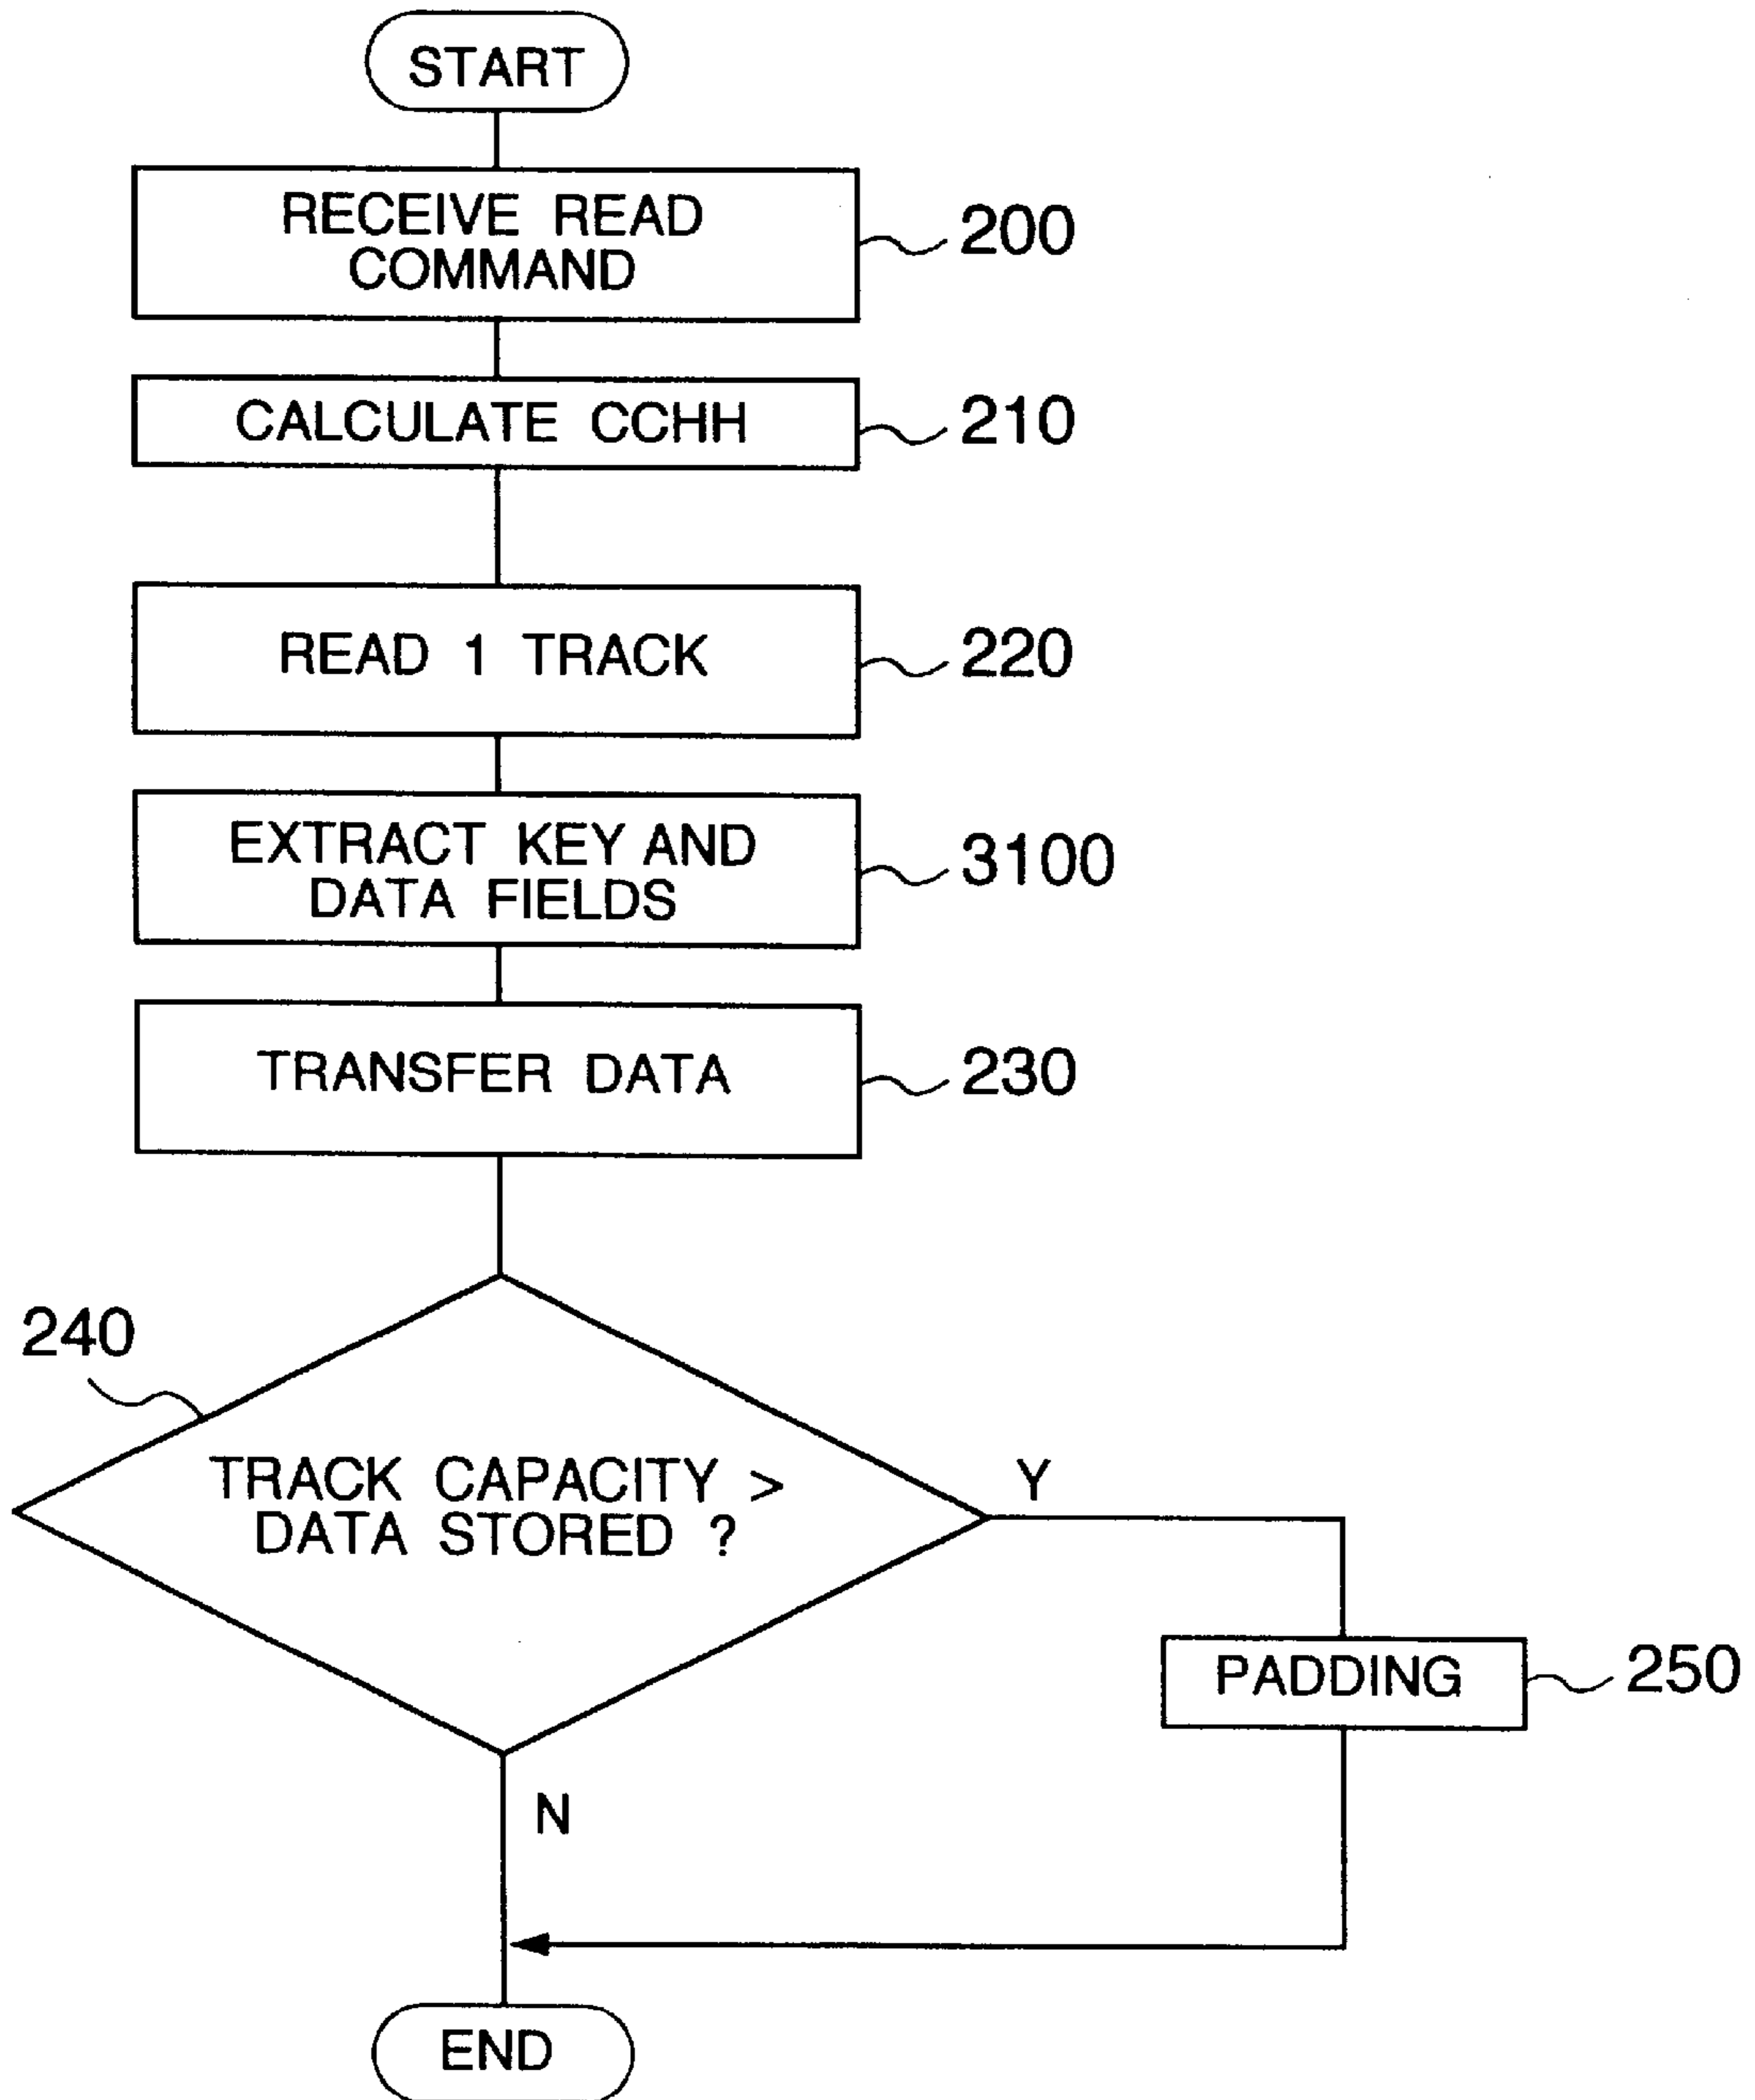 START
RECEIVE READ
COMMAND
200
CALCULATE CCHH
210
READ 1 TRACK
220
EXTRACT KEY AND
DATA FIELDS
3100
TRANSFER DATA
230
240
TRACK CAPACITY >
DATA STORED ?
Y
PADDING
250
N
END